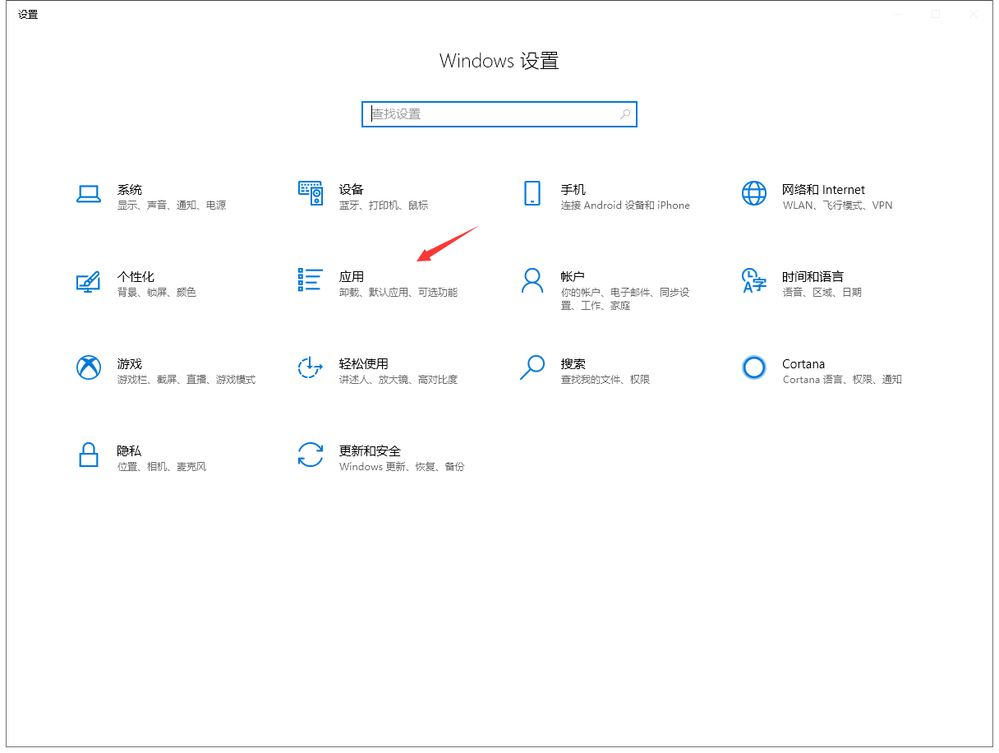 设置
Windows 设置
查找设置
系统
显示、声音、通知、电源
设备
蓝牙、打印机、鼠标
手机
连接 Android 设备和 iPhone
网络和 Internet
WLAN、飞行模式、VPN
个性化
背景、锁屏、颜色
应用
卸载、默认应用、可选功能
帐户
你的帐户、电子邮件、同步设
置、工作、家庭
时间和语言
语音、区域、日期
游戏
游戏栏、截屏、直播、游戏模式
轻松使用
讲述人、放大镜、高对比度
搜索
查找我的文件、权限
Cortana
Cortana 语言、权限、通知
隐私
位置、相机、麦克风
更新和安全
Windows 更新、恢复、备份